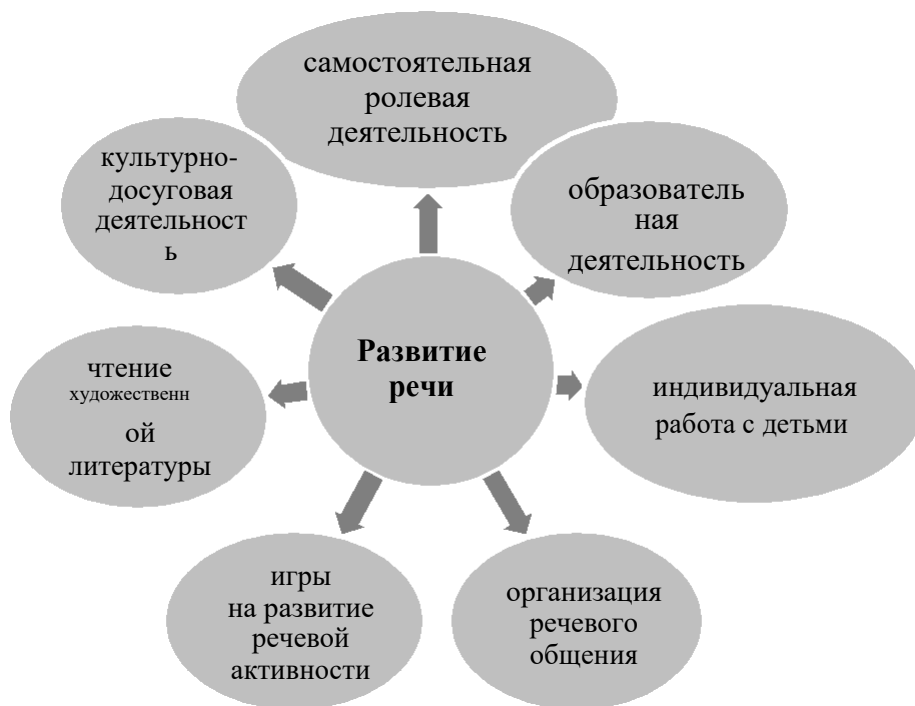 самостоятельная
ролевая
деятельность
культурно-
досуговая
деятельност
ь
образователь
ная
деятельность
Развитие
речи
чтение
художественн
ой
литературы
индивидуальная
работа с детьми
игры
на развитие
речевой
активности
организация
речевого
общения